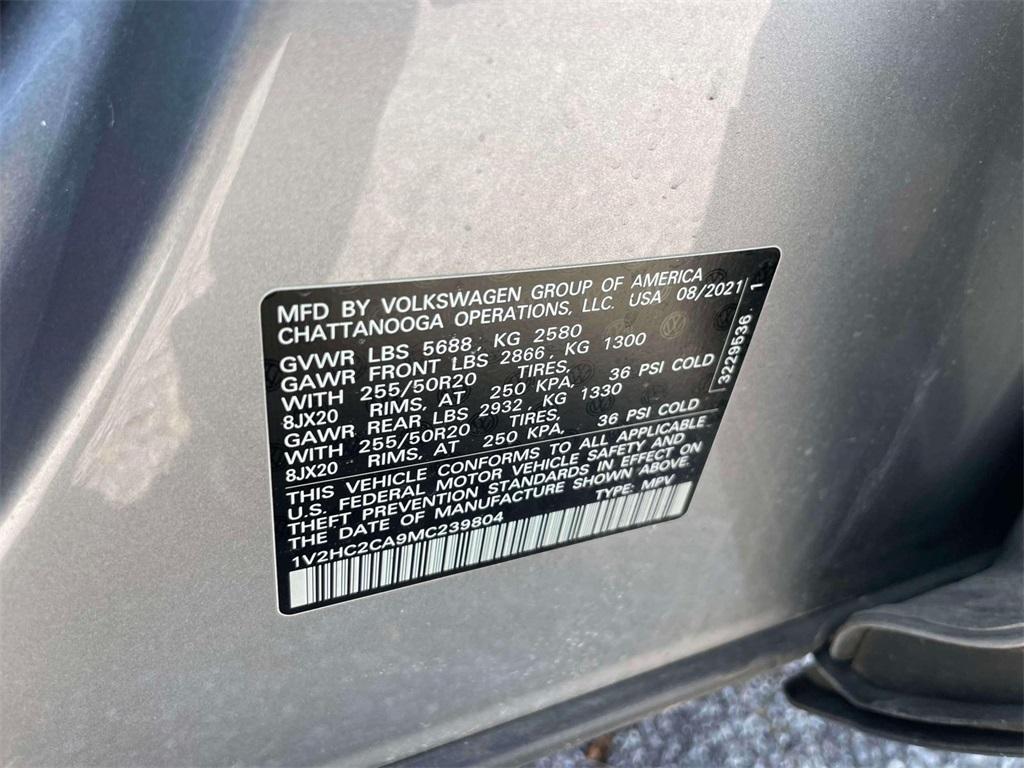 MFD BY VOLKSWAGEN GROUP OF AMERICA
CHATTANOOGA OPERATIONS, LLC. USA 08/2021
GVWR LBS 5688, KG 2580
GAWR FRONT LBS 2866, KG 1300
WITH 255/50R20 TIRES,
8JX20 RIMS, AT 250 KPA, 36 PSI COLD
GAWR REAR LBS 2932, KG 1330
WITH 255/50R20 TIRES,
8JX20 RIMS, AT 250 KPA, 36 PSI COLD
3229536 1
THIS VEHICLE CONFORMS TO ALL APPLICABLE
U.S. FEDERAL MOTOR VEHICLE SAFETY AND
THEFT PREVENTION STANDARDS IN EFFECT ON
THE DATE OF MANUFACTURE SHOWN ABOVE.
1V2HC2CA9MC239804 TYPE: MPV